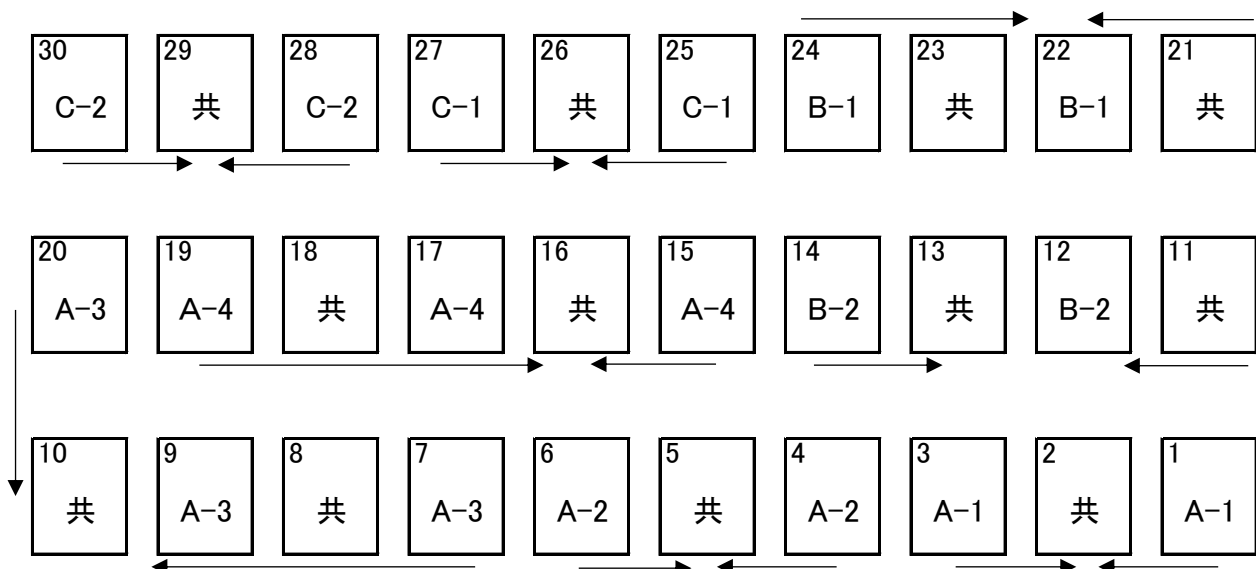 30 29 28 27 26 25 24 23 22 21
C-2 共 C-2 C-1 共 C-1 B-1 共 B-1 共
20 19 18 17 16 15 14 13 12 11
A-3 A-4 共 A-4 共 A-4 B-2 共 B-2 共
10 9 8 7 6 5 4 3 2 1
共 A-3 共 A-3 A-2 共 A-2 A-1 共 A-1